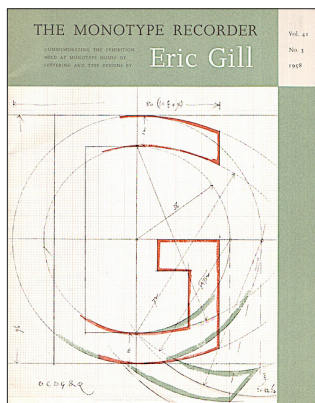 THE MONOTYPE RECORDER
COMMEMORATING THE EXHIBITION
HELD AT MONOTYPE HOUSE OF
LETTERING AND TYPE DESIGNS BY
Eric Gill
Vol. 41
No. 3
1958
G
OCDG&Q